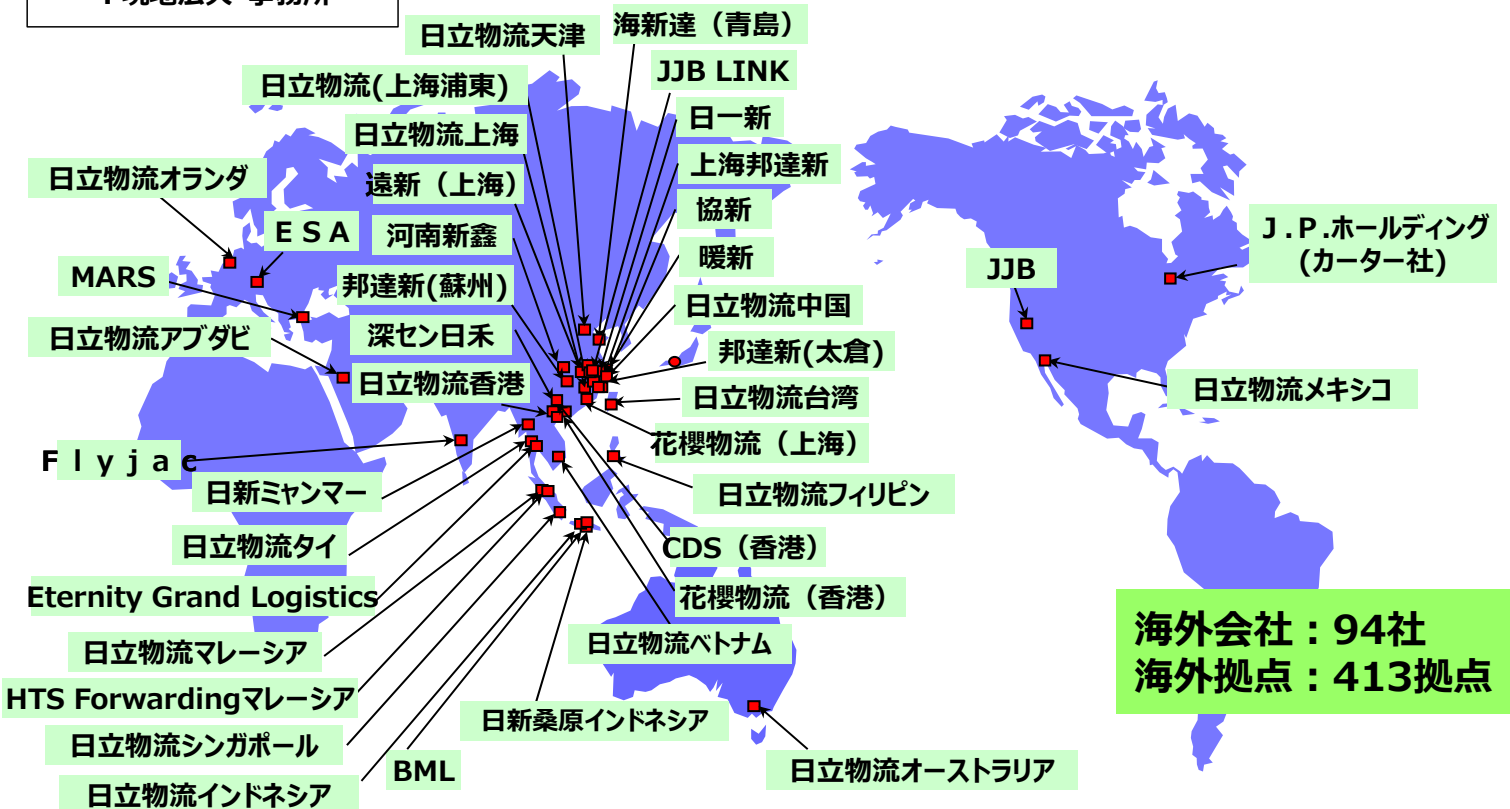 ：現地法人・事務所
日立物流天津
海新達（青島）
JJB LINK
日立物流(上海浦東)
日一新
日立物流上海
上海邦達新
日立物流オランダ
遠新（上海）
協新
J．P．ホールディング
(カーター社)
ＥＳＡ
河南新鑫
暖新
JJB
MARS
邦達新(蘇州)
日立物流中国
日立物流アブダビ
深セン日禾
邦達新(太倉)
日立物流香港
日立物流台湾
日立物流メキシコ
花櫻物流（上海）
Ｆｌｙｊａｃ
日新ミャンマー
日立物流フィリピン
日立物流タイ
CDS（香港）
Eternity Grand Logistics
花櫻物流（香港）
日立物流マレーシア
日立物流ベトナム
海外会社：94社
海外拠点：413拠点
HTS Forwardingマレーシア
日新桑原インドネシア
日立物流シンガポール
BML
日立物流オーストラリア
日立物流インドネシア